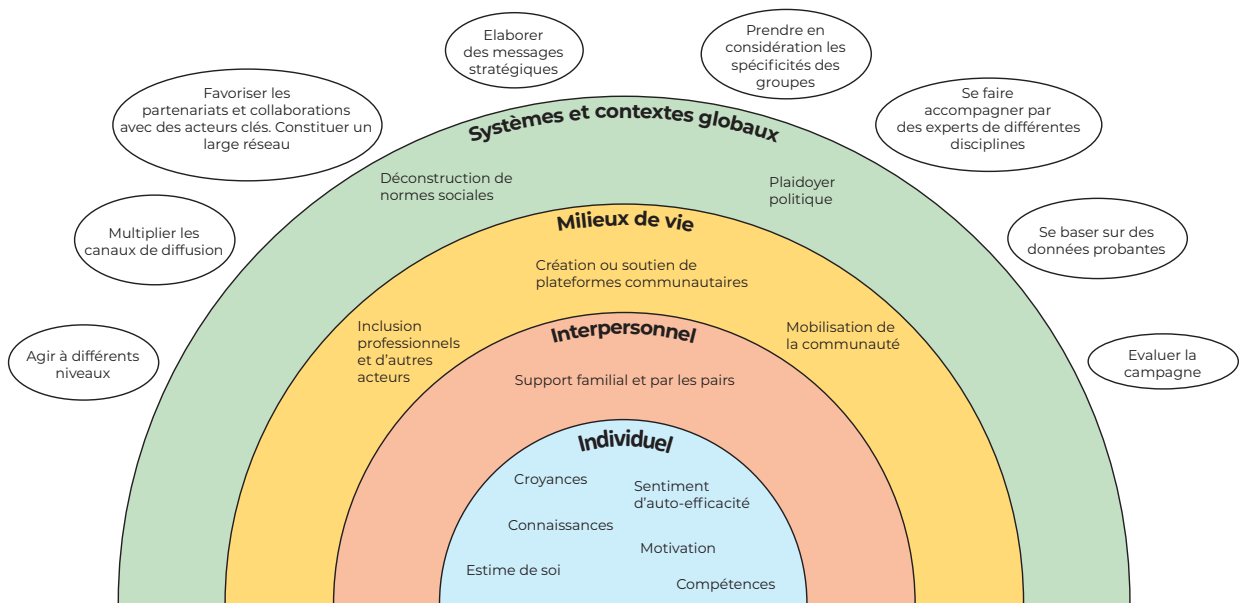 Elaborer
des messages
stratégiques
Prendre en
considération les
spécificités des
groupes
Favoriser les
partenariats et collaborations
avec des acteurs clés. Constituer un
large réseau
Se faire
accompagner par
des experts de différentes
disciplines
Multiplier les
canaux de diffusion
Se baser sur des
données probantes
Agir à différents
niveaux
Evaluer la
campagne
Systèmes et contextes globaux
Déconstruction de
normes sociales
Plaidoyer
politique
Milieux de vie
Création ou soutien de
plateformes communautaires
Inclusion
professionnels
et d'autres
acteurs
Mobilisation de
la communauté
Interpersonnel
Support familial et par les pairs
Individuel
Croyances
Sentiment
d'auto-efficacité
Connaissances
Motivation
Estime de soi
Compétences